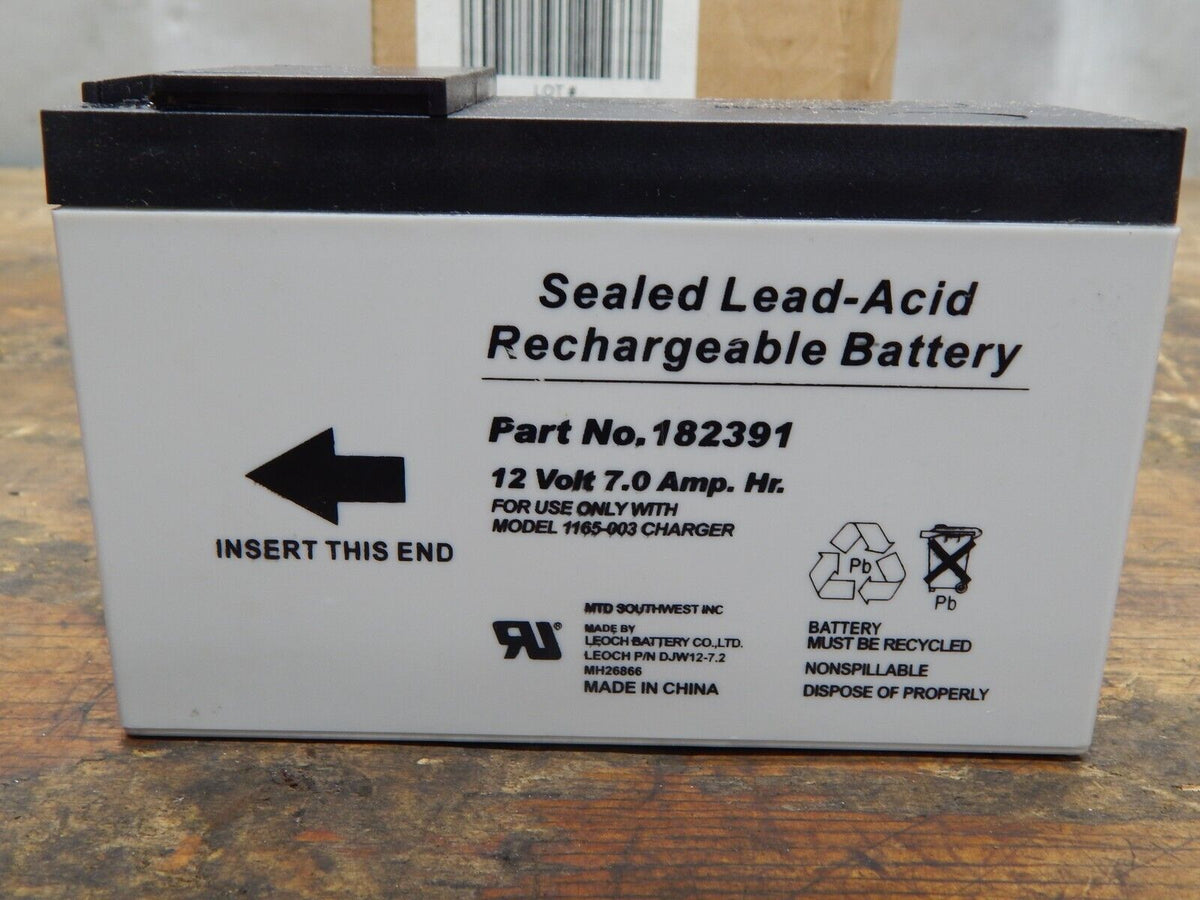 LOT #
Sealed Lead-Acid
Rechargeable Battery
Part No.182391
12 Volt 7.0 Amp. Hr.
FOR USE ONLY WITH
MODEL 1165-003 CHARGER
INSERT THIS END
Pb
Pb
MTD SOUTHWEST INC
MADE BY
LEOCH BATTERY CO.,LTD.
LEOCH P/N DJW12-7.2
MH26866
MADE IN CHINA
BATTERY
MUST BE RECYCLED
NONSPILLABLE
DISPOSE OF PROPERLY